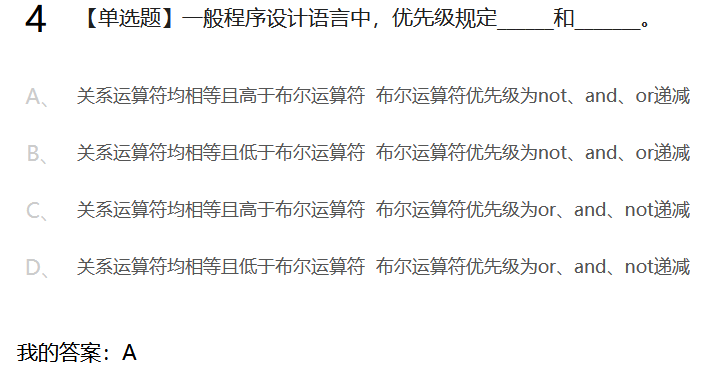 4 【单选题】一般程序设计语言中，优先级规定______和_______。
A、 关系运算符均相等且高于布尔运算符 布尔运算符优先级为not、and、or递减
B、 关系运算符均相等且低于布尔运算符 布尔运算符优先级为not、and、or递减
C、 关系运算符均相等且高于布尔运算符 布尔运算符优先级为or、and、not递减
D、 关系运算符均相等且低于布尔运算符 布尔运算符优先级为or、and、not递减
我的答案：A